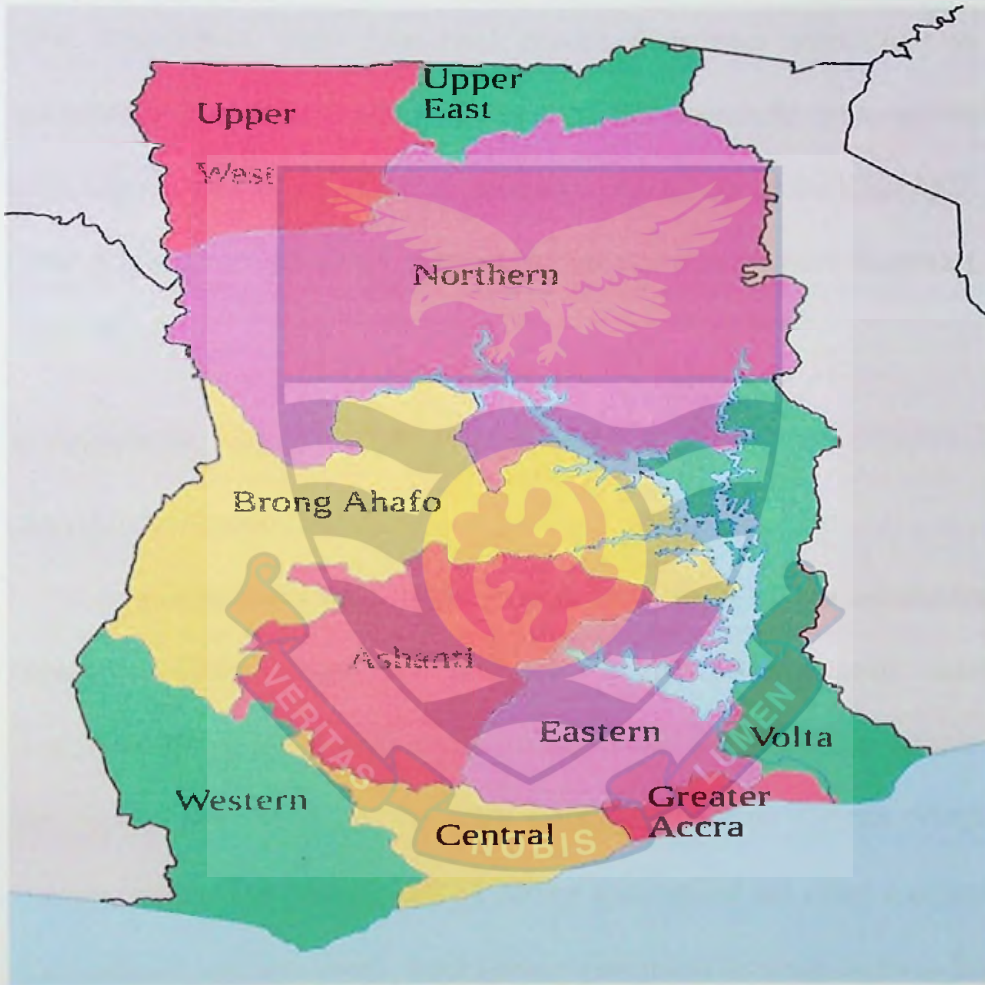 Upper
West
Upper
East
Northern
Brong Ahafo
Ashanti
Eastern
Volta
Western
Greater
Accra
Central
VERITAS
NOBIS
LUMEN